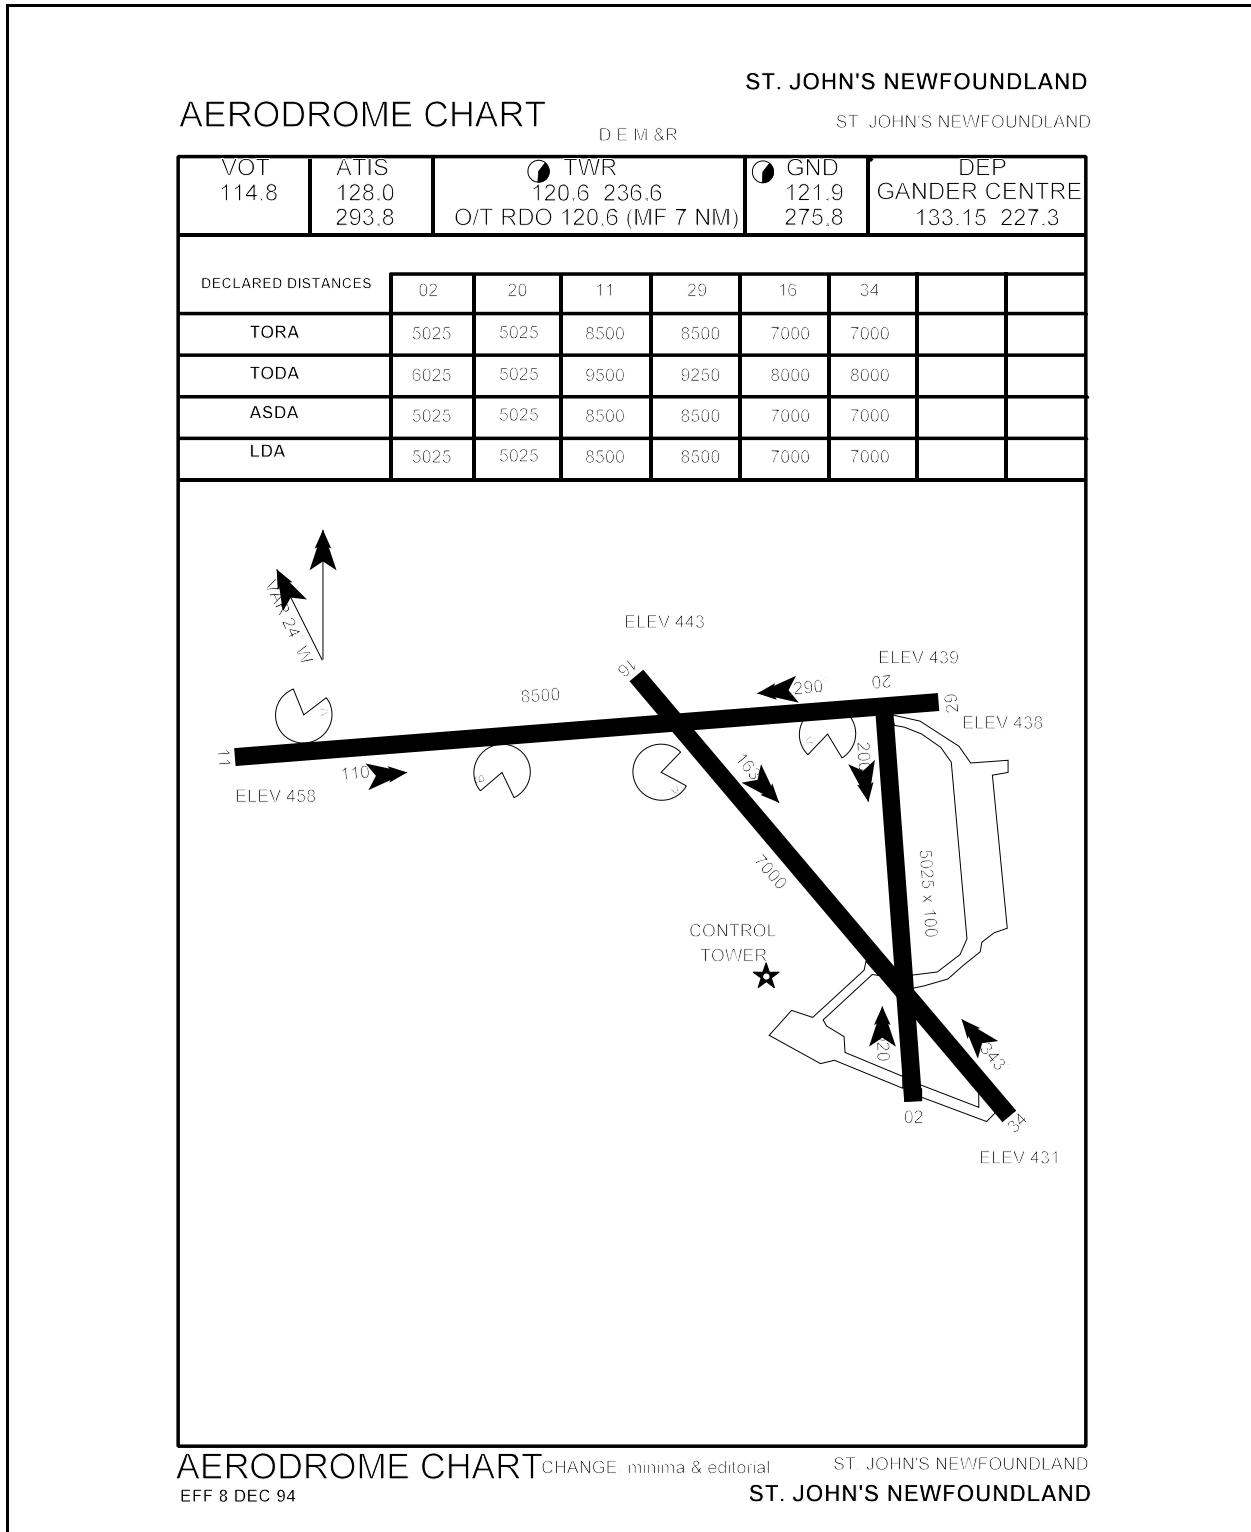 ST. JOHN'S NEWFOUNDLAND
AERODROME CHART
D E M &R
ST JOHN'S NEWFOUNDLAND
VOT ATIS TWR GND DEP
114.8 128.0 120.6 236.6 121.9 GANDER CENTRE
293.8 O/T RDO 120.6 (MF 7 NM) 275.8 133.15 227.3
DECLARED DISTANCES 02 20 11 29 16 34
TORA 5025 5025 8500 8500 7000 7000
TODA 6025 5025 9500 9250 8000 8000
ASDA 5025 5025 8500 8500 7000 7000
LDA 5025 5025 8500 8500 7000 7000
VAR 24° W
ELEV 443
16
ELEV 439
20
290
8500
29
ELEV 438
11
110
ELEV 458
B
A
163
200
7000
5025 x 100
CONTROL
TOWER
20
343
02
34
ELEV 431
AERODROME CHART CHANGE minima & editorial ST. JOHN'S NEWFOUNDLAND
EFF 8 DEC 94 ST. JOHN'S NEWFOUNDLAND